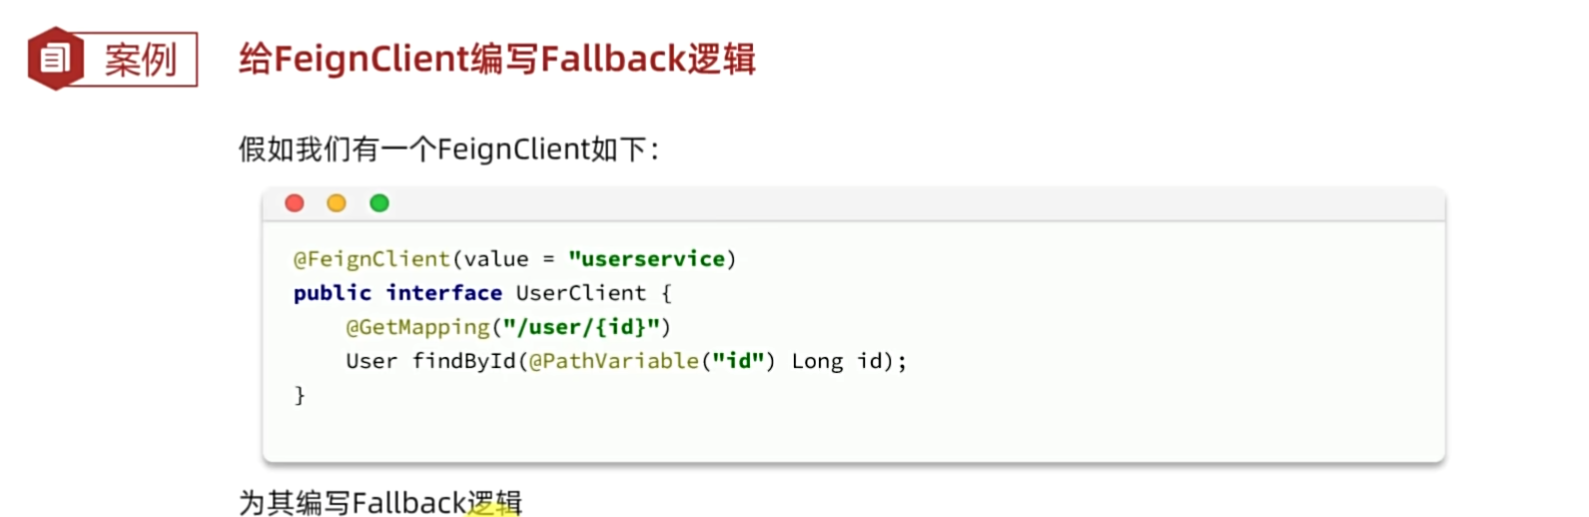 案例
给FeignClient编写Fallback逻辑
假如我们有一个FeignClient如下：
@FeignClient(value = "userservice)
public interface UserClient {
    @GetMapping("/user/{id}")
    User findById(@PathVariable("id") Long id);
}
为其编写Fallback逻辑